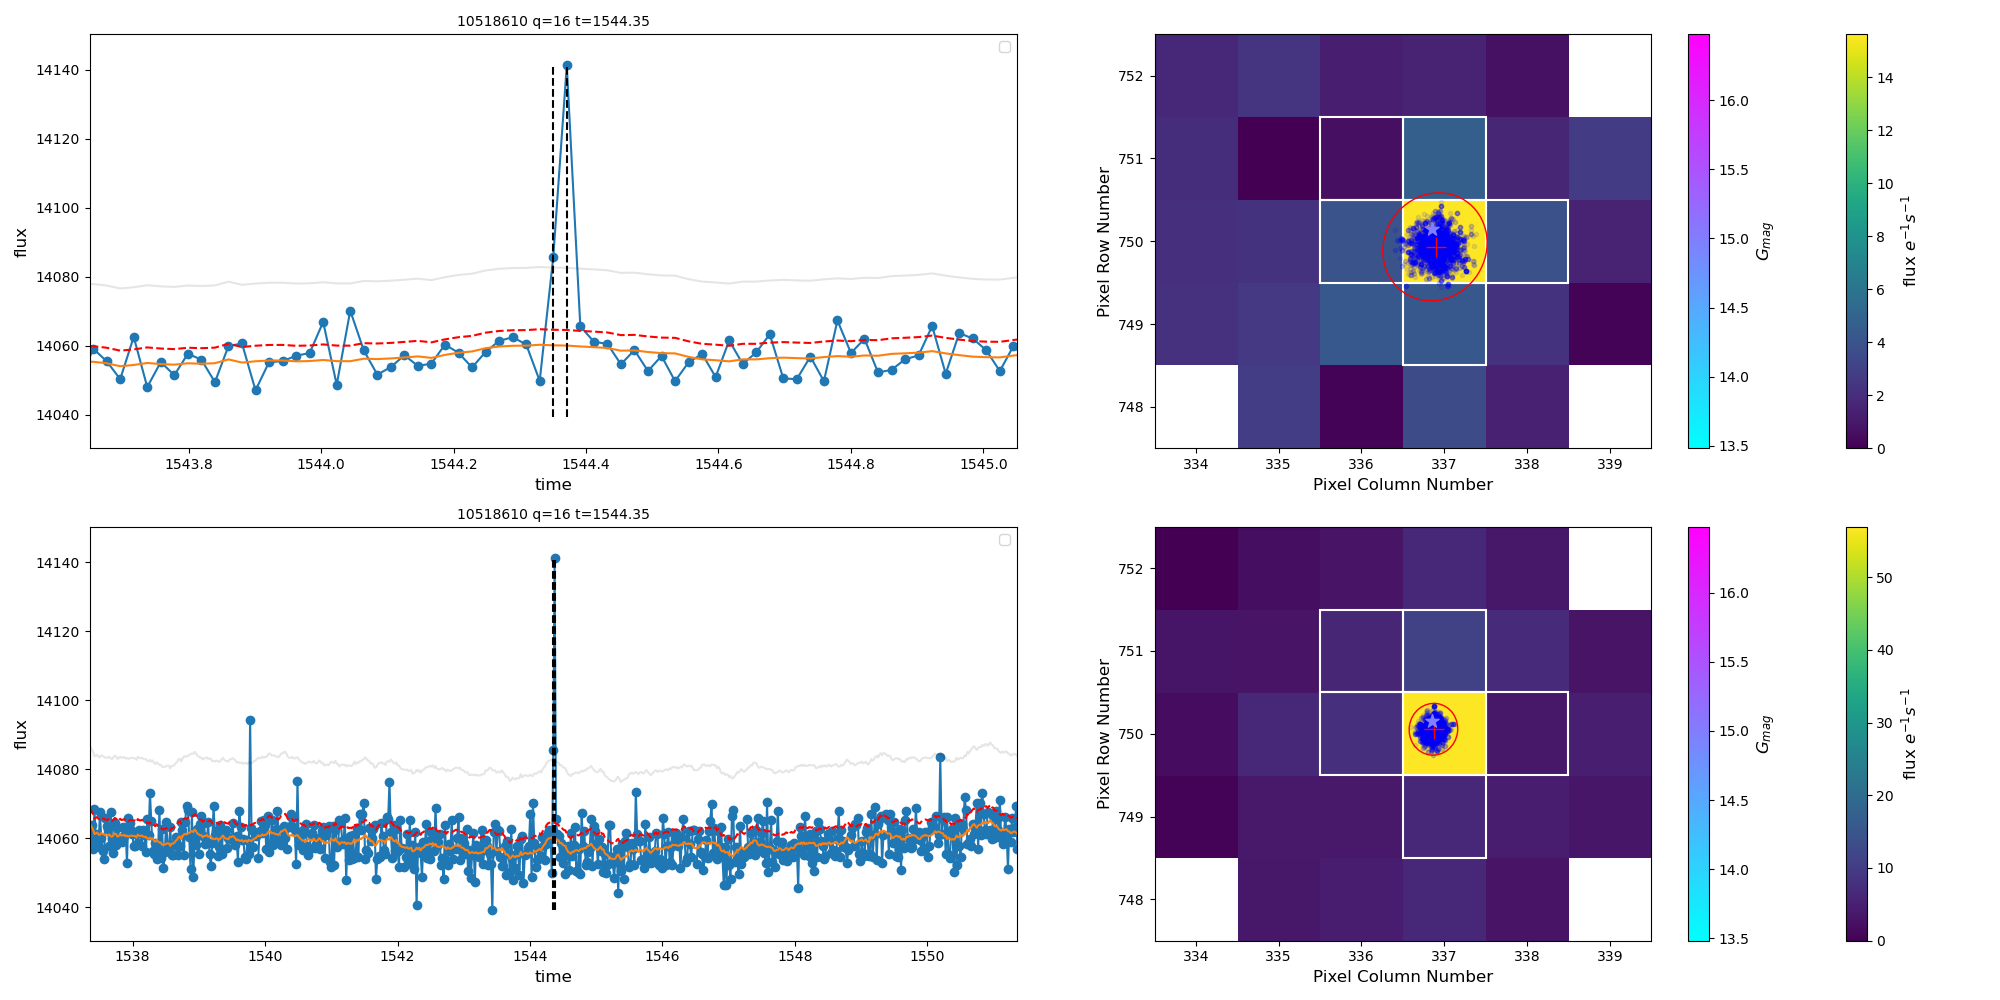 10518610 q=16 t=1544.35
14140
14120
14100
14080
14060
14040
flux
1543.8 1544.0 1544.2 1544.4 1544.6 1544.8 1545.0
time
752
751
750
749
748
Pixel Row Number
334 335 336 337 338 339
Pixel Column Number
16.0
15.5
15.0
14.5
14.0
13.5
G_mag
14
12
10
8
6
4
2
0
flux e⁻¹s⁻¹
10518610 q=16 t=1544.35
14140
14120
14100
14080
14060
14040
flux
1538 1540 1542 1544 1546 1548 1550
time
752
751
750
749
748
Pixel Row Number
334 335 336 337 338 339
Pixel Column Number
16.0
15.5
15.0
14.5
14.0
13.5
G_mag
50
40
30
20
10
0
flux e⁻¹s⁻¹